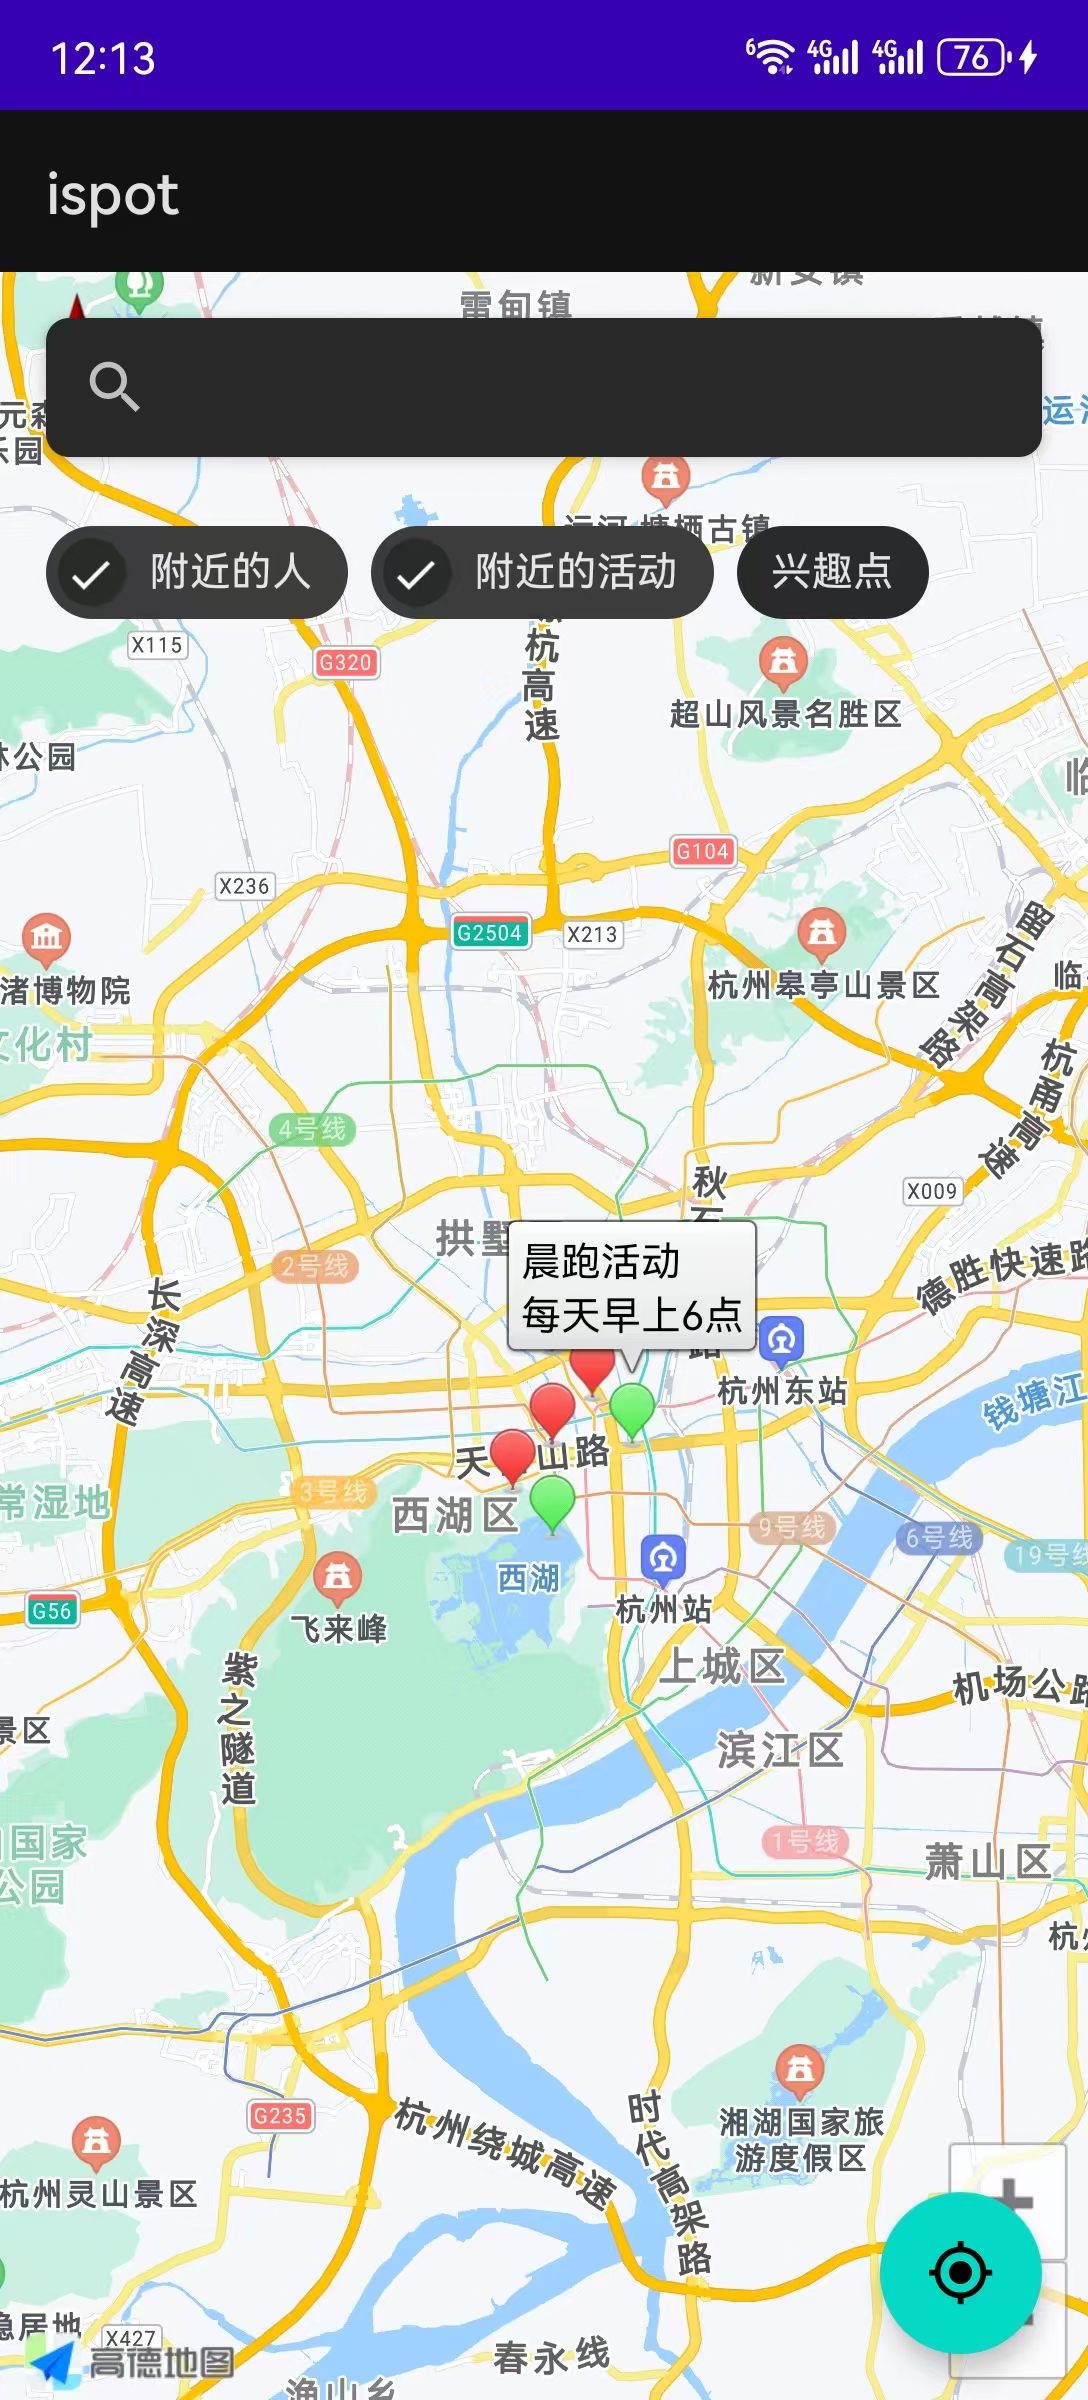 12:13
6
4G
4G
76
ispot
雷甸镇
运河·塘栖古镇
附近的人
附近的活动
兴趣点
X115
G320
杭高速
超山风景名胜区
林公园
G104
X236
G2504
X213
渚博物院
文化村
杭州皋亭山景区
留石高架路
杭甬高速
4号线
秋石
X009
拱墅
2号线
晨跑活动
每天早上6点
路
德胜快速路
长深高速
杭州东站
钱塘江
天
山路
常湿地
3号线
西湖区
9号线
6号线
19号线
西湖
G56
飞来峰
杭州站
上城区
紫之隧道
机场公路
景区
滨江区
国家
公园
1号线
萧山区
G235
杭州绕城高速
时代高架路
湘湖国家旅
游度假区
杭州灵山景区
隐居地
X427
高德地图
春永线
渔山乡